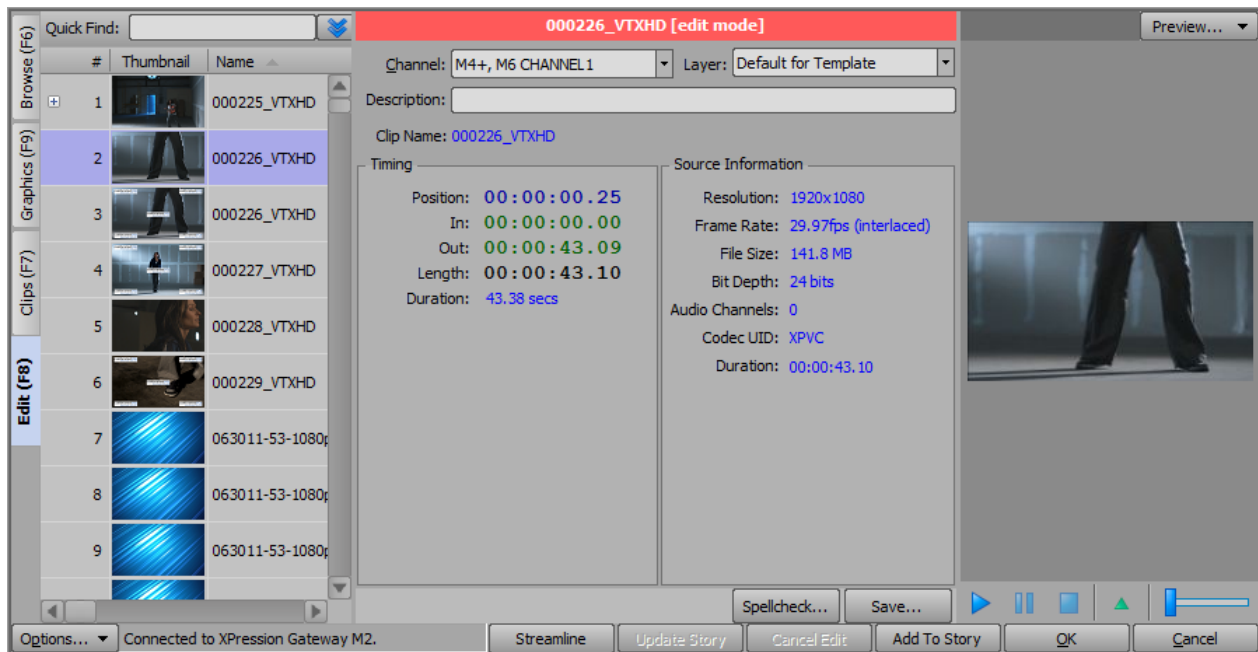 Browse (F6)
Graphics (F9)
Clips (F7)
Edit (F8)
Quick Find:
# Thumbnail Name
1 000225_VTXHD
2 000226_VTXHD
3 000226_VTXHD
4 000227_VTXHD
5 000228_VTXHD
6 000229_VTXHD
7 063011-53-1080p
8 063011-53-1080p
9 063011-53-1080p
000226_VTXHD [edit mode]
Channel: M4+, M6 CHANNEL1 Layer: Default for Template
Description:
Clip Name: 000226_VTXHD
Timing
Position: 00:00:00.25
In: 00:00:00.00
Out: 00:00:43.09
Length: 00:00:43.10
Duration: 43.38 secs
Source Information
Resolution: 1920x1080
Frame Rate: 29.97fps (interlaced)
File Size: 141.8 MB
Bit Depth: 24 bits
Audio Channels: 0
Codec UID: XPVC
Duration: 00:00:43.10
Spellcheck... Save...
Preview...
Options... Connected to XPression Gateway M2. Streamline Update Story Cancel Edit Add To Story OK Cancel